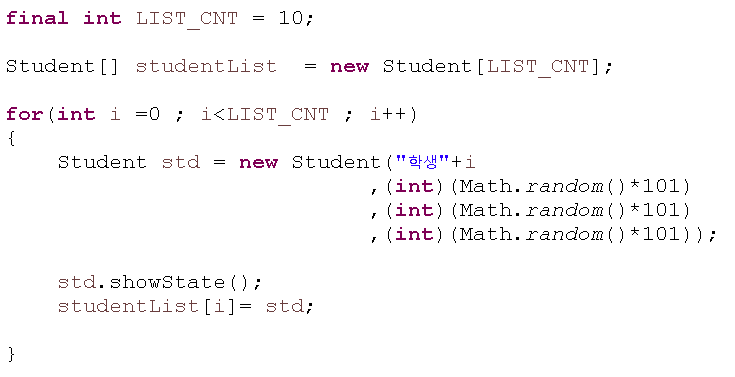 final int LIST_CNT = 10;
Student[] studentList  = new Student[LIST_CNT];
for(int i =0 ; i<LIST_CNT ; i++)
{
    Student std = new Student("학생"+i
                            ,(int)(Math.random()*101)
                            ,(int)(Math.random()*101)
                            ,(int)(Math.random()*101));
    std.showState();
    studentList[i]= std;
}